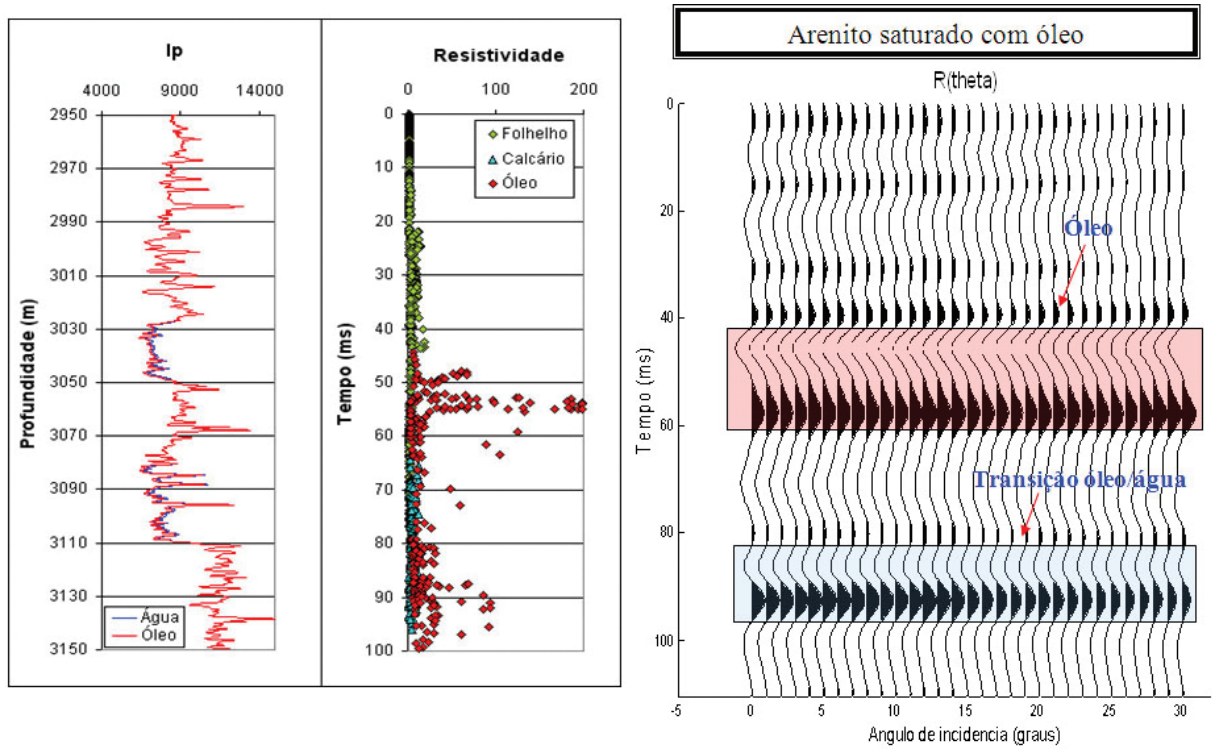 Ip
4000 9000 14000
Profundidade (m)
2950
2970
2990
3010
3030
3050
3070
3090
3110
3130
3150
Água
Óleo
Resistividade
0 100 200
Tempo (ms)
0
10
20
30
40
50
60
70
80
90
100
Folhelho
Calcário
Óleo
Arenito saturado com óleo
R(theta)
Tempo (ms)
0
20
40
60
80
100
Óleo
Transição óleo/água
-5 0 5 10 15 20 25 30
Angulo de incidencia (graus)